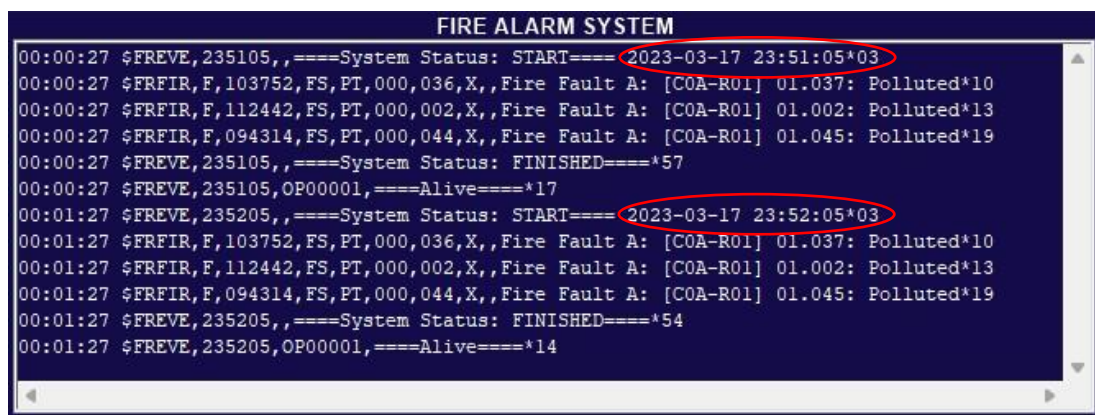 FIRE ALARM SYSTEM
00:00:27 $FREVE,235105,,====System Status: START==== 2023-03-17 23:51:05*03
00:00:27 $FRFIR,F,103752,FS,PT,000,036,X,,Fire Fault A: [C0A-R01] 01.037: Polluted*10
00:00:27 $FRFIR,F,112442,FS,PT,000,002,X,,Fire Fault A: [C0A-R01] 01.002: Polluted*13
00:00:27 $FRFIR,F,094314,FS,PT,000,044,X,,Fire Fault A: [C0A-R01] 01.045: Polluted*19
00:00:27 $FREVE,235105,,====System Status: FINISHED====*57
00:00:27 $FREVE,235105,OP00001,====Alive====*17
00:01:27 $FREVE,235205,,====System Status: START==== 2023-03-17 23:52:05*03
00:01:27 $FRFIR,F,103752,FS,PT,000,036,X,,Fire Fault A: [C0A-R01] 01.037: Polluted*10
00:01:27 $FRFIR,F,112442,FS,PT,000,002,X,,Fire Fault A: [C0A-R01] 01.002: Polluted*13
00:01:27 $FRFIR,F,094314,FS,PT,000,044,X,,Fire Fault A: [C0A-R01] 01.045: Polluted*19
00:01:27 $FREVE,235205,,====System Status: FINISHED====*54
00:01:27 $FREVE,235205,OP00001,====Alive====*14